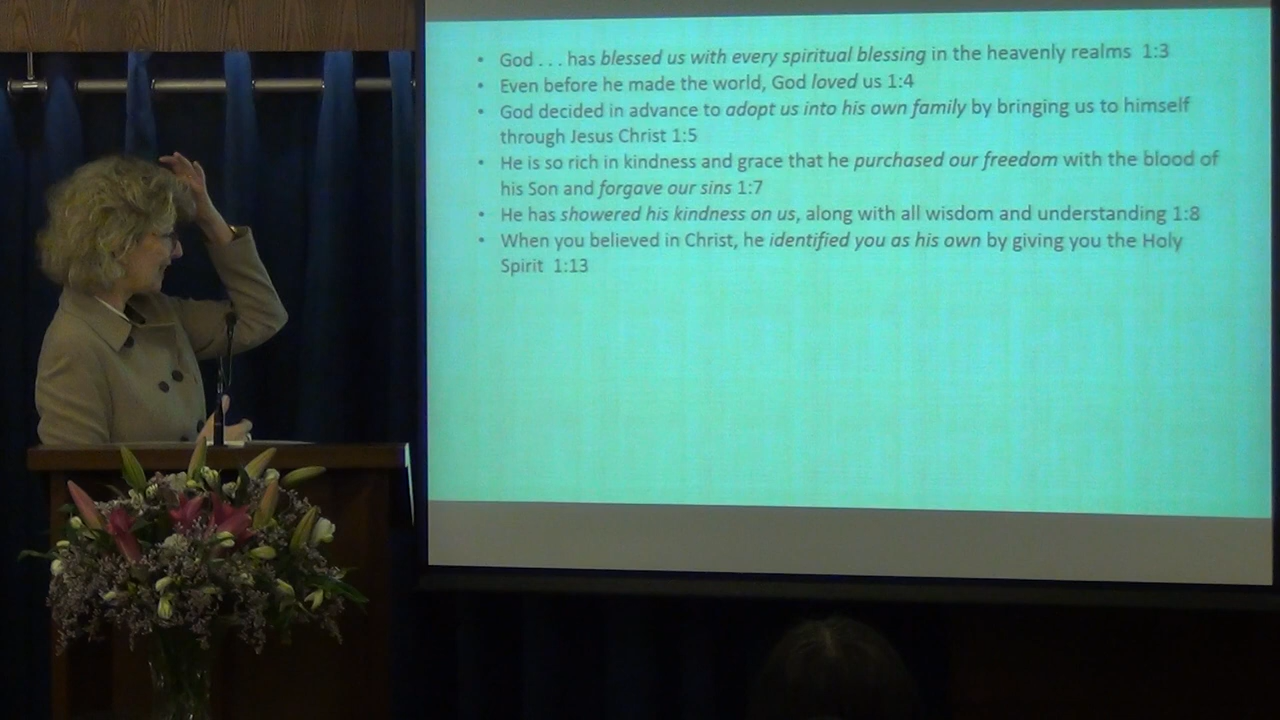 • God . . . has blessed us with every spiritual blessing in the heavenly realms 1:3
• Even before he made the world, God loved us 1:4
• God decided in advance to adopt us into his own family by bringing us to himself
through Jesus Christ 1:5
• He is so rich in kindness and grace that he purchased our freedom with the blood of
his Son and forgave our sins 1:7
• He has showered his kindness on us, along with all wisdom and understanding 1:8
• When you believed in Christ, he identified you as his own by giving you the Holy
Spirit 1:13